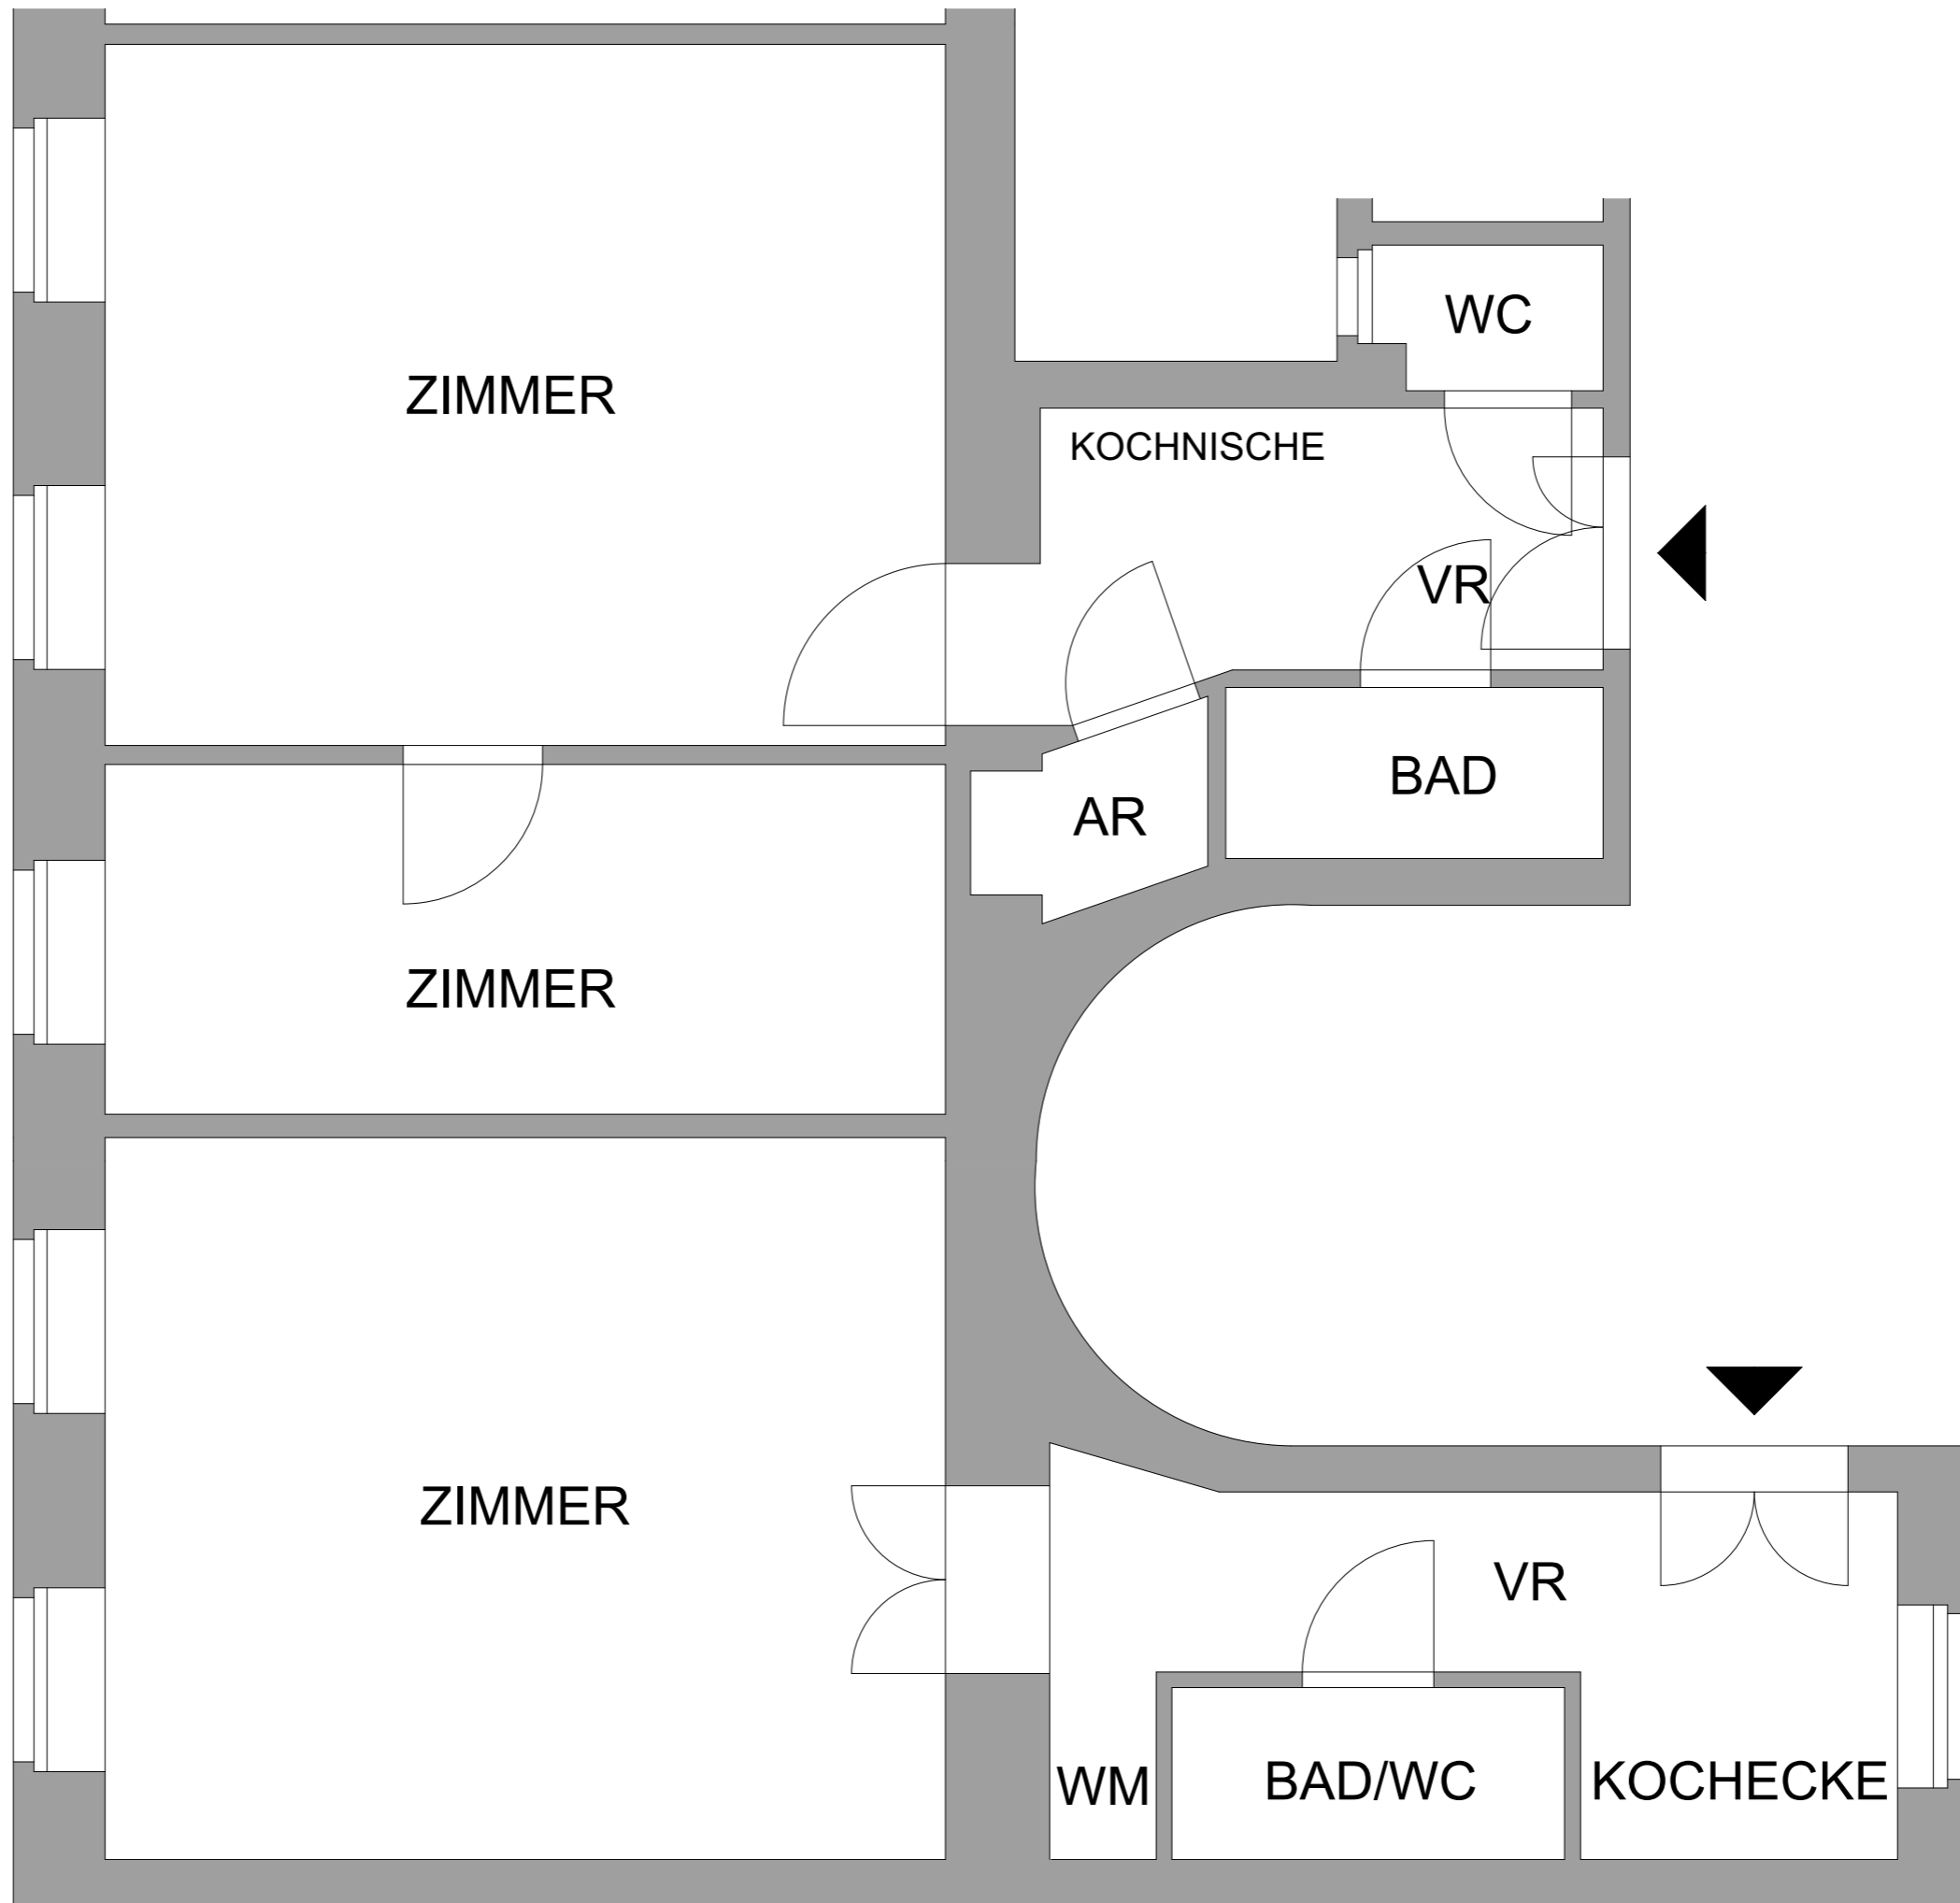 WC
ZIMMER
KOCHNISCHE
VR
BAD
AR
ZIMMER
ZIMMER
VR
WM
BAD/WC
KOCHECKE